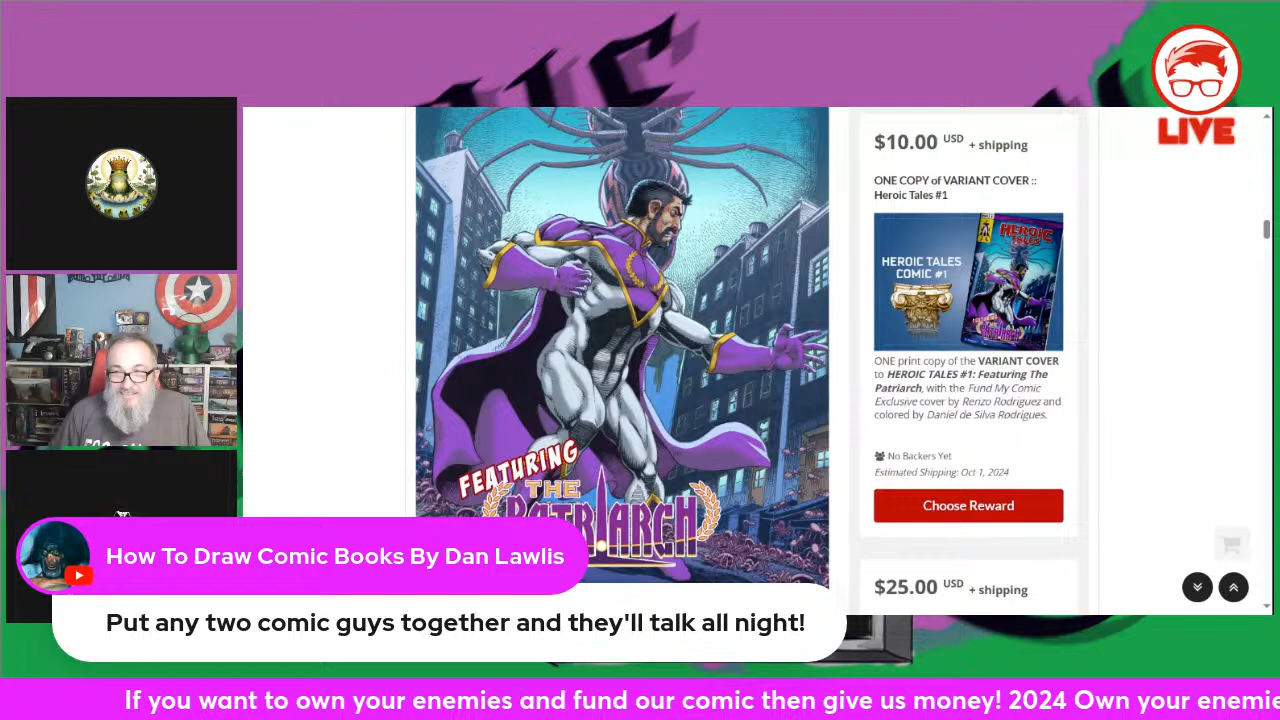 LIVE
$10.00 USD + shipping
ONE COPY of VARIANT COVER ::
Heroic Tales #1
HEROIC TALES
COMIC #1
HEROIC
TALES
ONE print copy of the VARIANT COVER
to HEROIC TALES #1: Featuring The
Patriarch, with the Fund My Comic
Exclusive cover by Renzo Rodriguez and
colored by Daniel de Silva Rodrigues.
No Backers Yet
Estimated Shipping: Oct 1, 2024
Choose Reward
$25.00 USD + shipping
FEATURING
THE
PATRIARCH
How To Draw Comic Books By Dan Lawlis
Put any two comic guys together and they'll talk all night!
If you want to own your enemies and fund our comic then give us money! 2024 Own your enemie